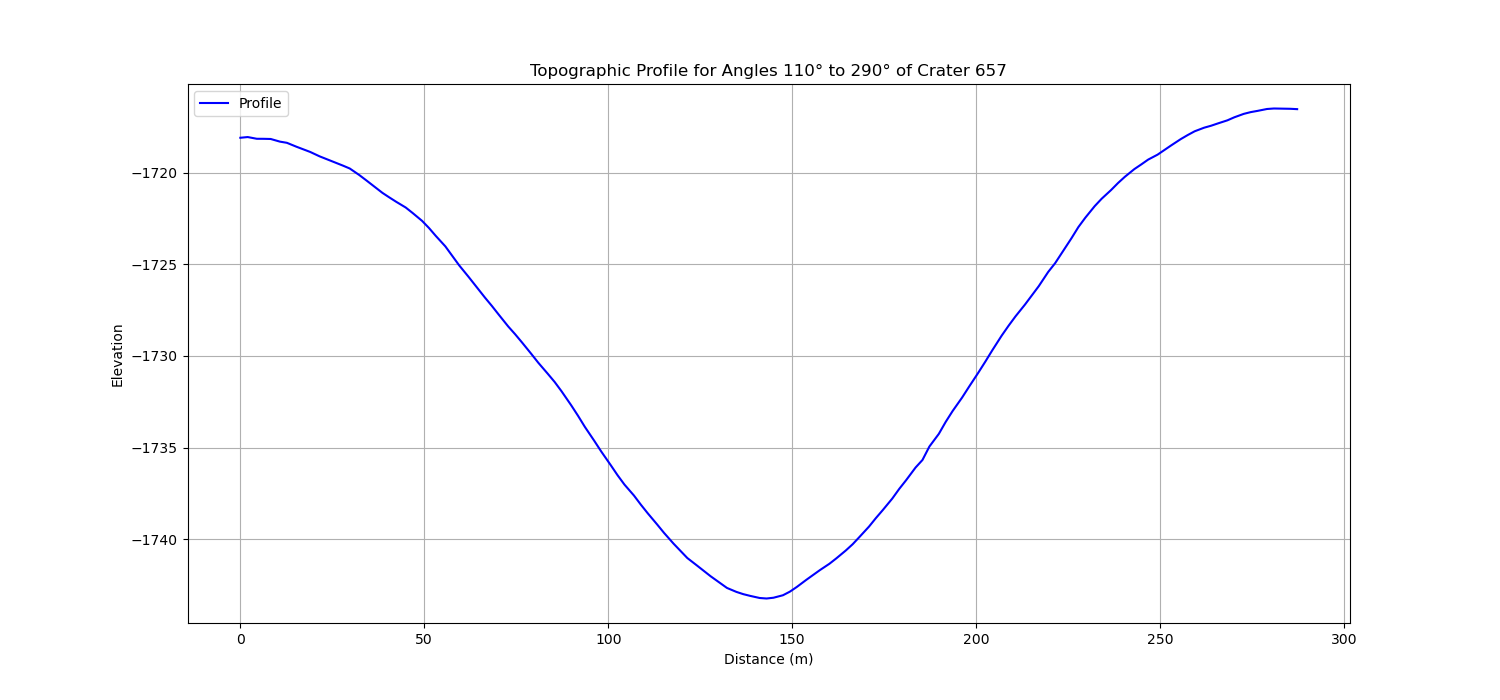 Topographic Profile for Angles 110° to 290° of Crater 657
Profile
−1720
−1725
−1730
−1735
−1740
Elevation
0 50 100 150 200 250 300
Distance (m)